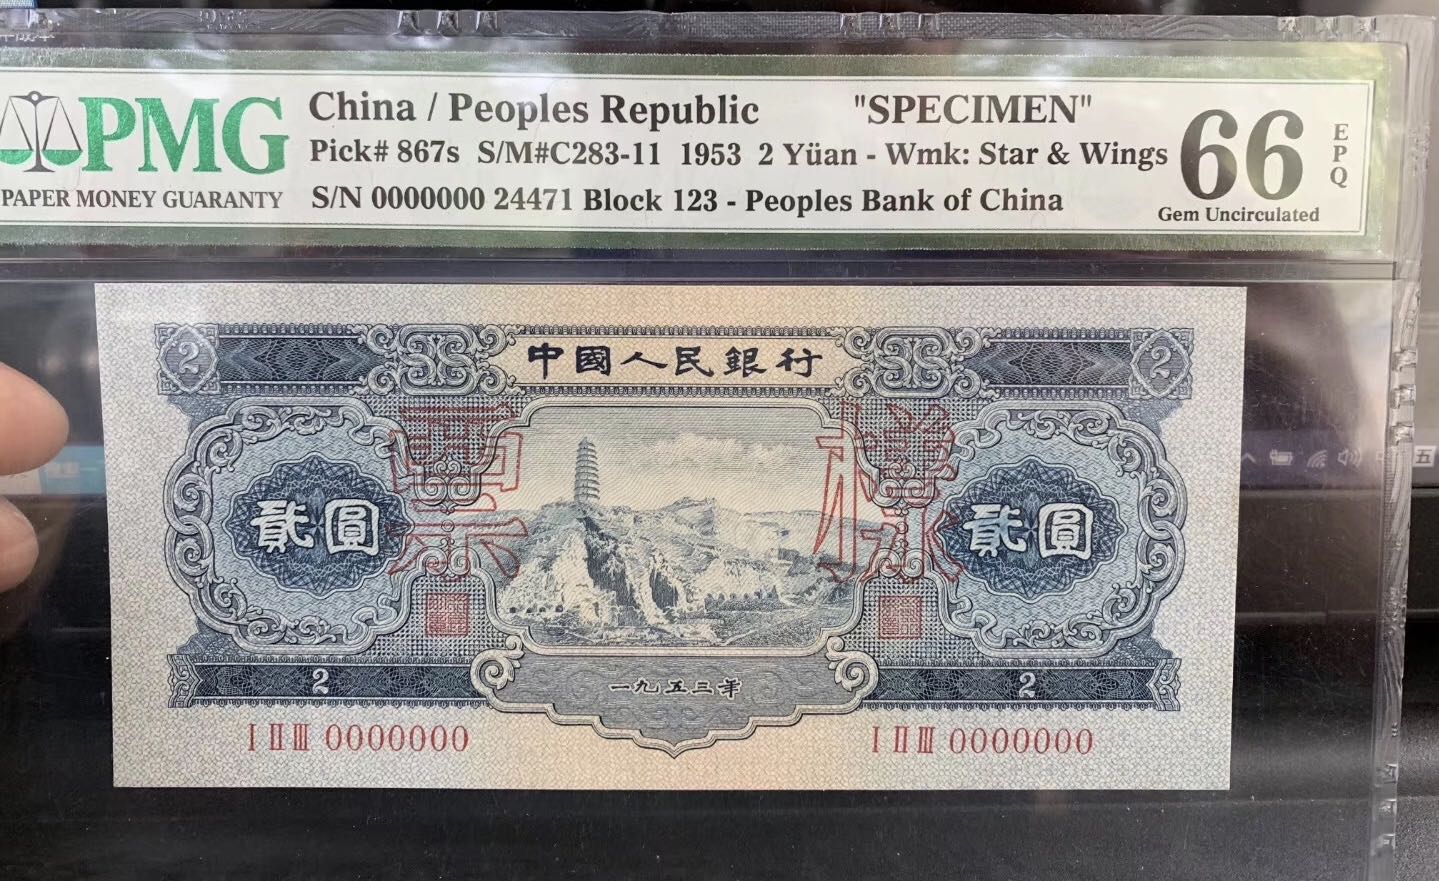 PMG
PAPER MONEY GUARANTY
China / Peoples Republic "SPECIMEN"
Pick# 867s S/M#C283-11 1953 2 Yüan - Wmk: Star & Wings
S/N 0000000 24471 Block 123 - Peoples Bank of China
66
EPQ
Gem Uncirculated
2 2
中國人民銀行
票 樣
貳圓 貳圓
2 一九五三年 2
I II III 0000000 I II III 0000000
五